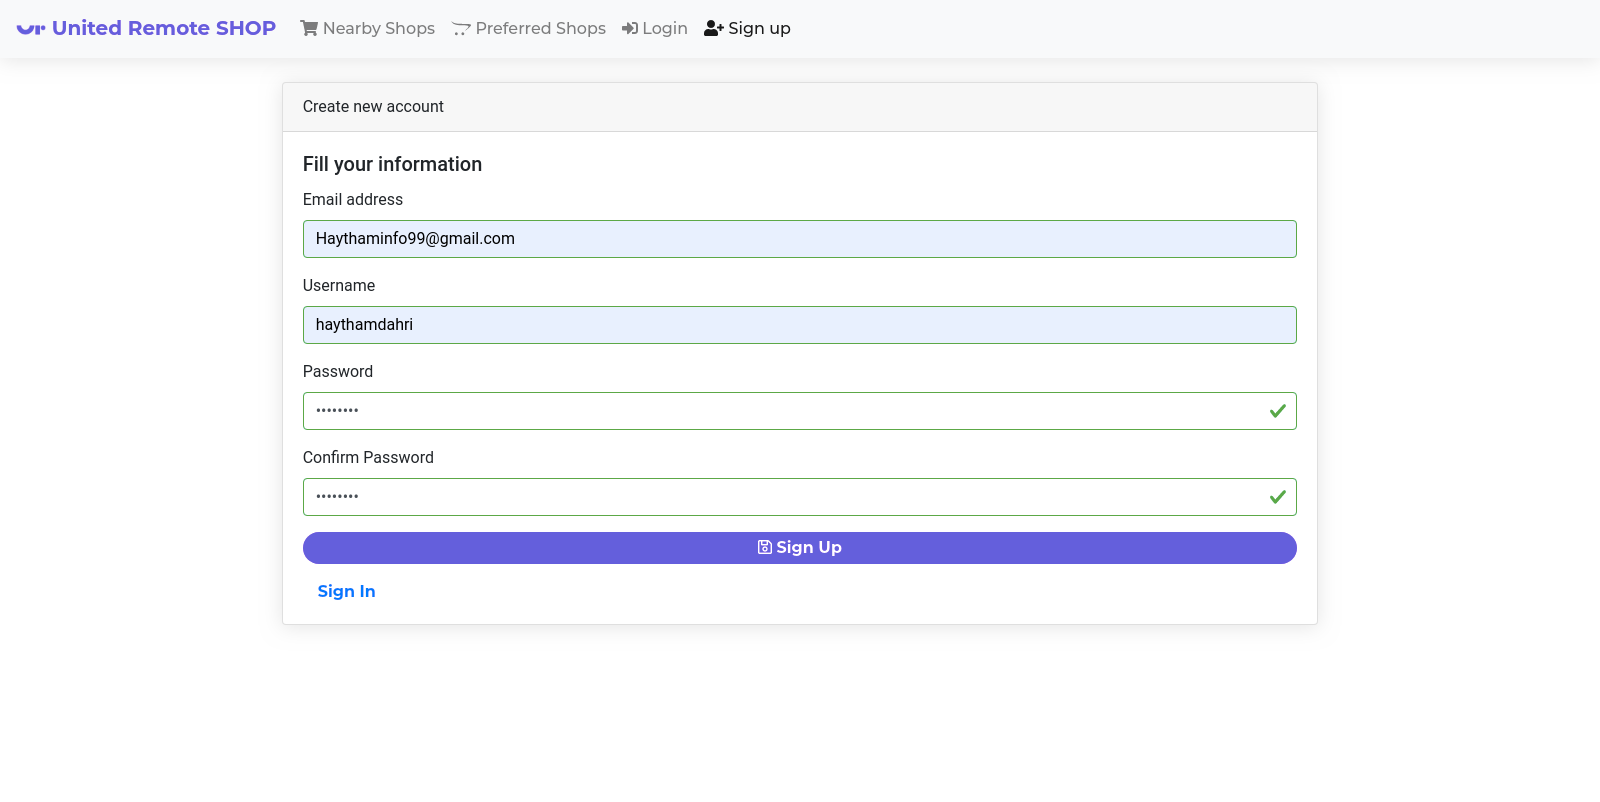 ur United Remote SHOP Nearby Shops Preferred Shops Login Sign up
Create new account
Fill your information
Email address
Haythaminfo99@gmail.com
Username
haythamdahri
Password
••••••••
Confirm Password
••••••••
Sign Up
Sign In